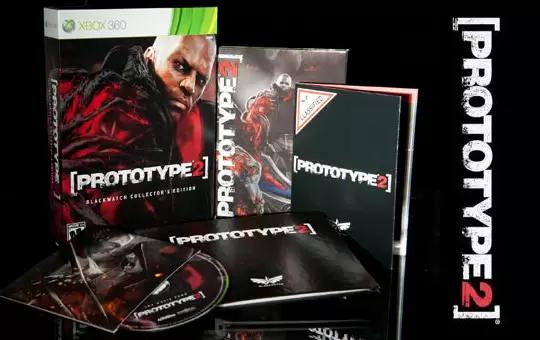 XBOX 360
[PROTOTYPE2]
BLACKWATCH COLLECTOR'S EDITION
[PROTOTYPE2]
CLASSIFIED
[PROTOTYPE2]
[PROTOTYPE2]
[PROTOTYPE2]
[PROTOTYPE2]®